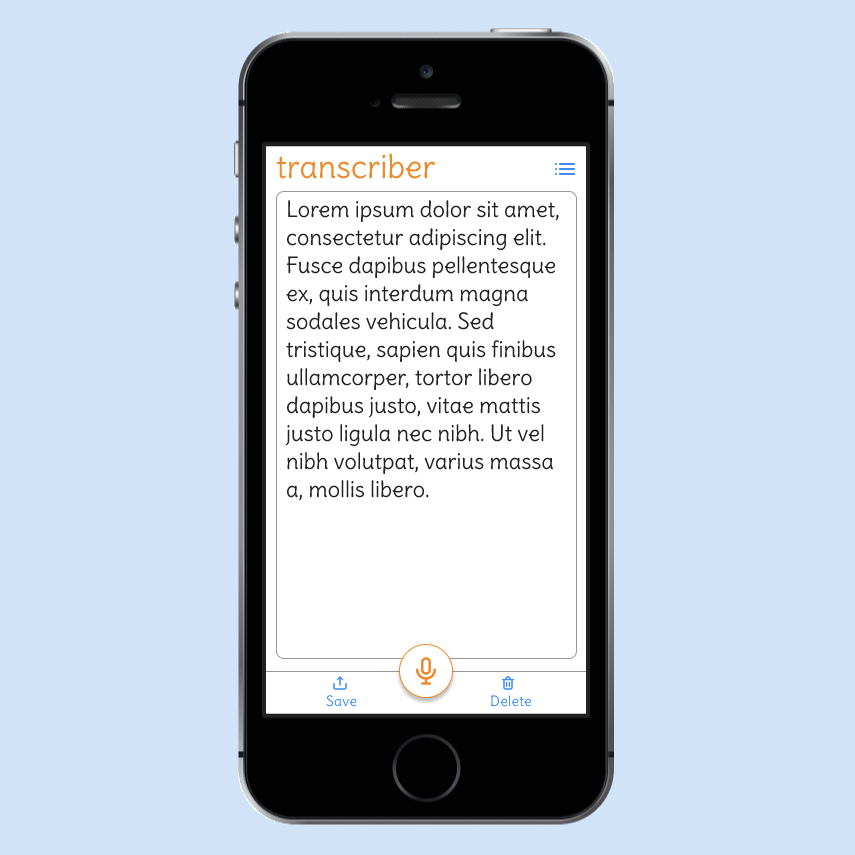 transcriber
Lorem ipsum dolor sit amet,
consectetur adipiscing elit.
Fusce dapibus pellentesque
ex, quis interdum magna
sodales vehicula. Sed
tristique, sapien quis finibus
ullamcorper, tortor libero
dapibus justo, vitae mattis
justo ligula nec nibh. Ut vel
nibh volutpat, varius massa
a, mollis libero.
Save
Delete